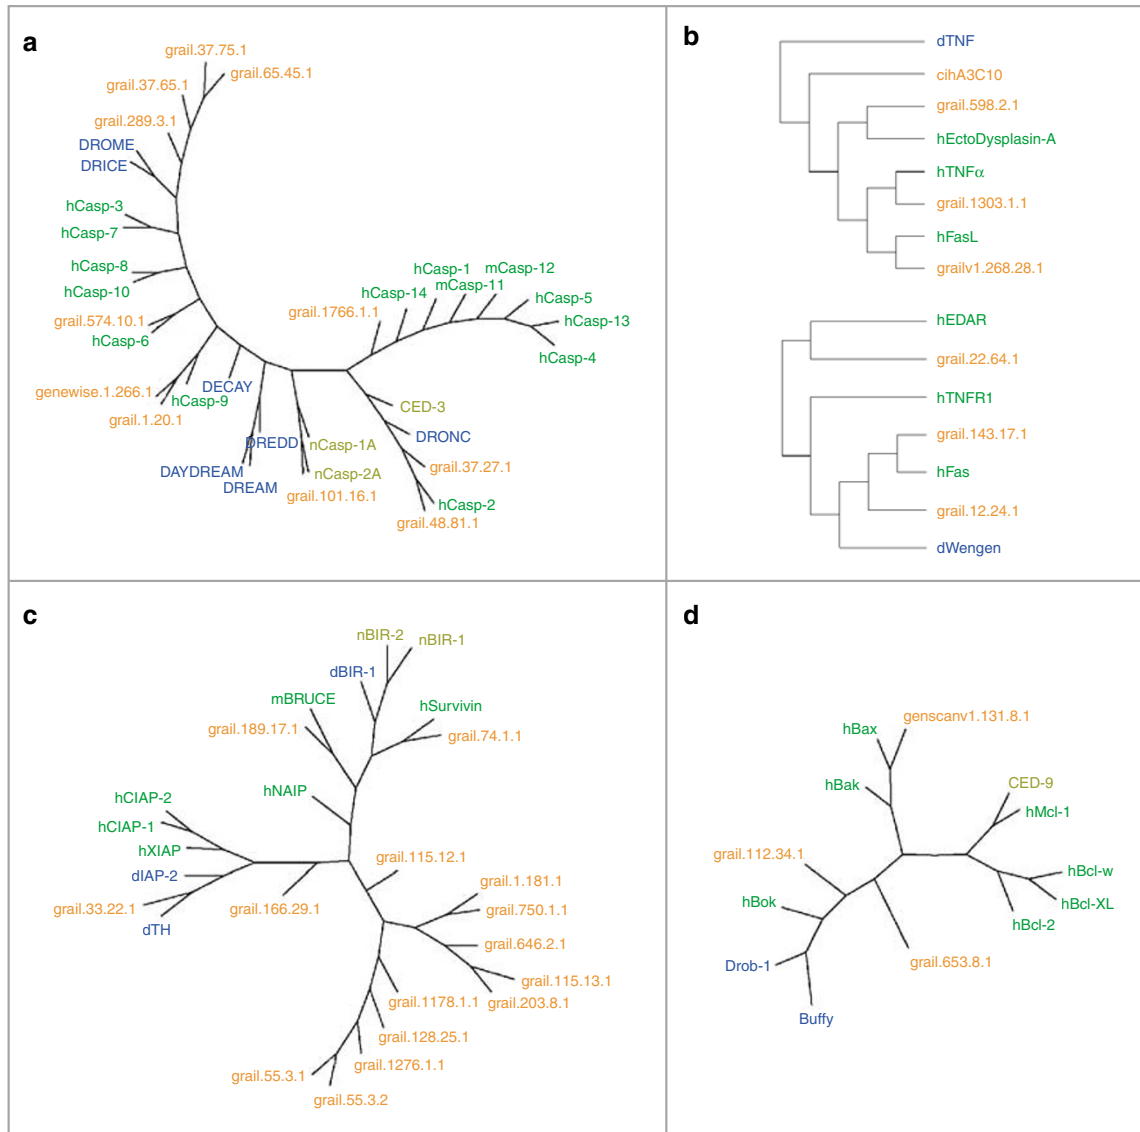 a
grail.37.75.1
grail.65.45.1
grail.37.65.1
grail.289.3.1
DROME
DRICE
hCasp-3
hCasp-7
hCasp-8
hCasp-10
grail.574.10.1
hCasp-6
genewise.1.266.1
grail.1.20.1
hCasp-9
DECAY
DREDD
DAYDREAM
DREAM
nCasp-1A
nCasp-2A
grail.101.16.1
grail.1766.1.1
hCasp-14
hCasp-1
mCasp-11
mCasp-12
hCasp-5
hCasp-13
hCasp-4
CED-3
DRONC
grail.37.27.1
hCasp-2
grail.48.81.1
b
dTNF
cihA3C10
grail.598.2.1
hEctoDysplasin-A
hTNFα
grail.1303.1.1
hFasL
grailv1.268.28.1
hEDAR
grail.22.64.1
hTNFR1
grail.143.17.1
hFas
grail.12.24.1
dWengen
c
nBIR-2
nBIR-1
dBIR-1
mBRUCE
hSurvivin
grail.189.17.1
grail.74.1.1
hNAIP
hCIAP-2
hCIAP-1
hXIAP
dIAP-2
grail.33.22.1
dTH
grail.166.29.1
grail.115.12.1
grail.1.181.1
grail.750.1.1
grail.646.2.1
grail.115.13.1
grail.203.8.1
grail.1178.1.1
grail.128.25.1
grail.1276.1.1
grail.55.3.1
grail.55.3.2
d
genscanv1.131.8.1
hBax
hBak
CED-9
hMcl-1
grail.112.34.1
hBcl-w
hBcl-XL
hBcl-2
hBok
grail.653.8.1
Drob-1
Buffy